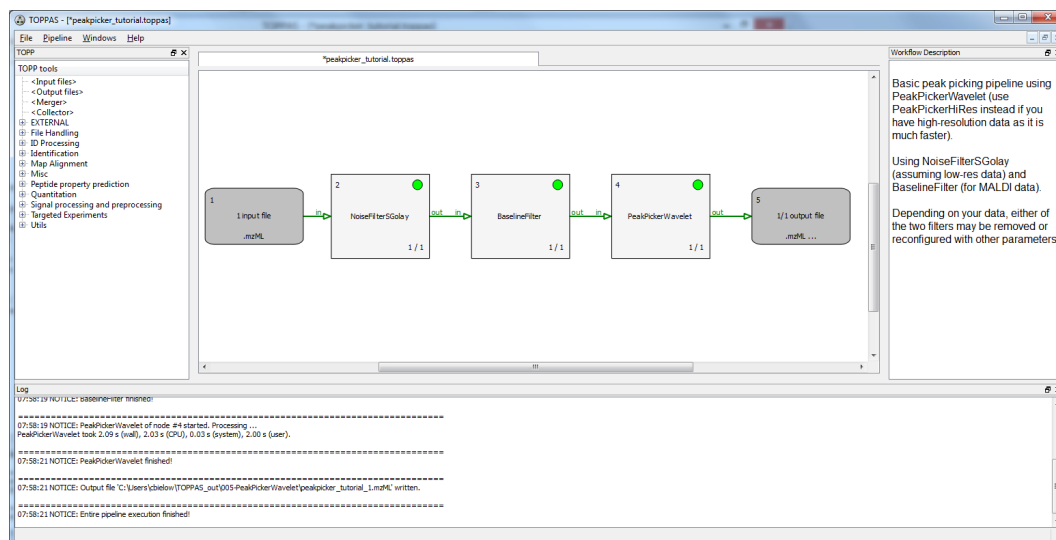 TOPPAS - [*peakpicker_tutorial.toppas]
File Pipeline Windows Help
TOPP
TOPP tools
<Input files>
<Output files>
<Merger>
<Collector>
EXTERNAL
File Handling
ID Processing
Identification
Map Alignment
Misc
Peptide property prediction
Quantitation
Signal processing and preprocessing
Targeted Experiments
Utils
*peakpicker_tutorial.toppas
1
1 input file
.mzML
in
2
NoiseFilterSGolay
1 / 1
out in
3
BaselineFilter
1 / 1
out in
4
PeakPickerWavelet
1 / 1
out
5
1/1 output file
.mzML ...
Workflow Description
Basic peak picking pipeline using
PeakPickerWavelet (use
PeakPickerHiRes instead if you
have high-resolution data as it is
much faster).
Using NoiseFilterSGolay
(assuming low-res data) and
BaselineFilter (for MALDI data).
Depending on your data, either of
the two filters may be removed or
reconfigured with other parameters
Log
07:58:19 NOTICE: BaselineFilter finished!
==============================================================================
07:58:19 NOTICE: PeakPickerWavelet of node #4 started. Processing ...
PeakPickerWavelet took 2.09 s (wall), 2.03 s (CPU), 0.03 s (system), 2.00 s (user).
==============================================================================
07:58:21 NOTICE: PeakPickerWavelet finished!
==============================================================================
07:58:21 NOTICE: Output file 'C:\Users\cbielow\TOPPAS_out\005-PeakPickerWavelet\peakpicker_tutorial_1.mzML' written.
==============================================================================
07:58:21 NOTICE: Entire pipeline execution finished!